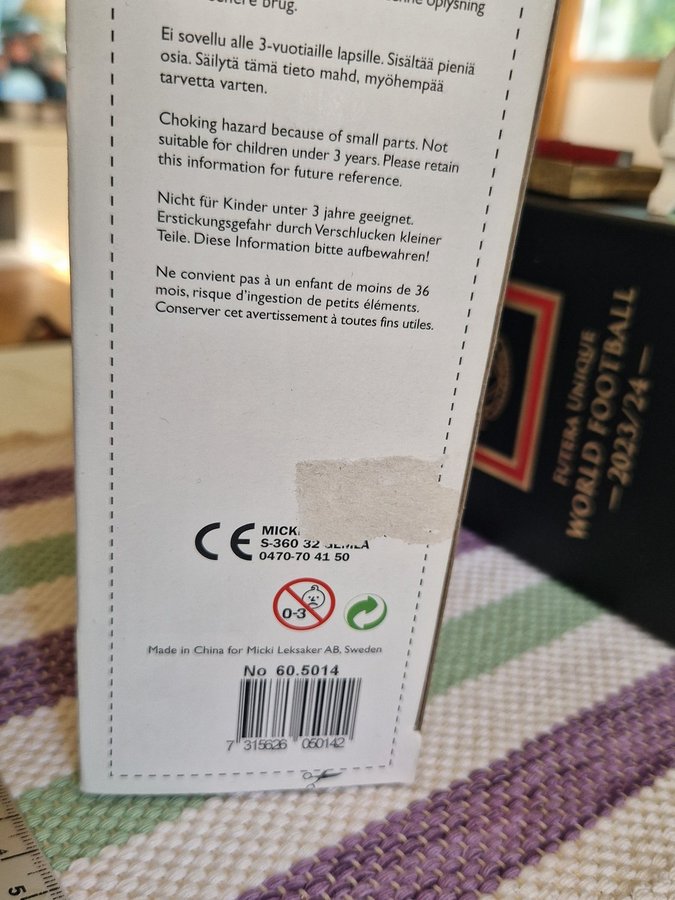 brug.
oplysning
Ei sovellu alle 3-vuotiaille lapsille. Sisältää pieniä
osia. Säilytä tämä tieto mahd, myöhempää
tarvetta varten.
Choking hazard because of small parts. Not
suitable for children under 3 years. Please retain
this information for future reference.
Nicht für Kinder unter 3 jahre geeignet.
Erstickungsgefahr durch Verschlucken kleiner
Teile. Diese Information bitte aufbewahren!
Ne convient pas à un enfant de moins de 36
mois, risque d'ingestion de petits éléments.
Conserver cet avertissement à toutes fins utiles.
CE
MICK
S-360 32
0470-70 41 50
0-3
Made in China for Micki Leksaker AB, Sweden
No 60.5014
7 315626 050142
FUTERA UNIQUE
WORLD FOOTBALL
—2023/24—
4
5